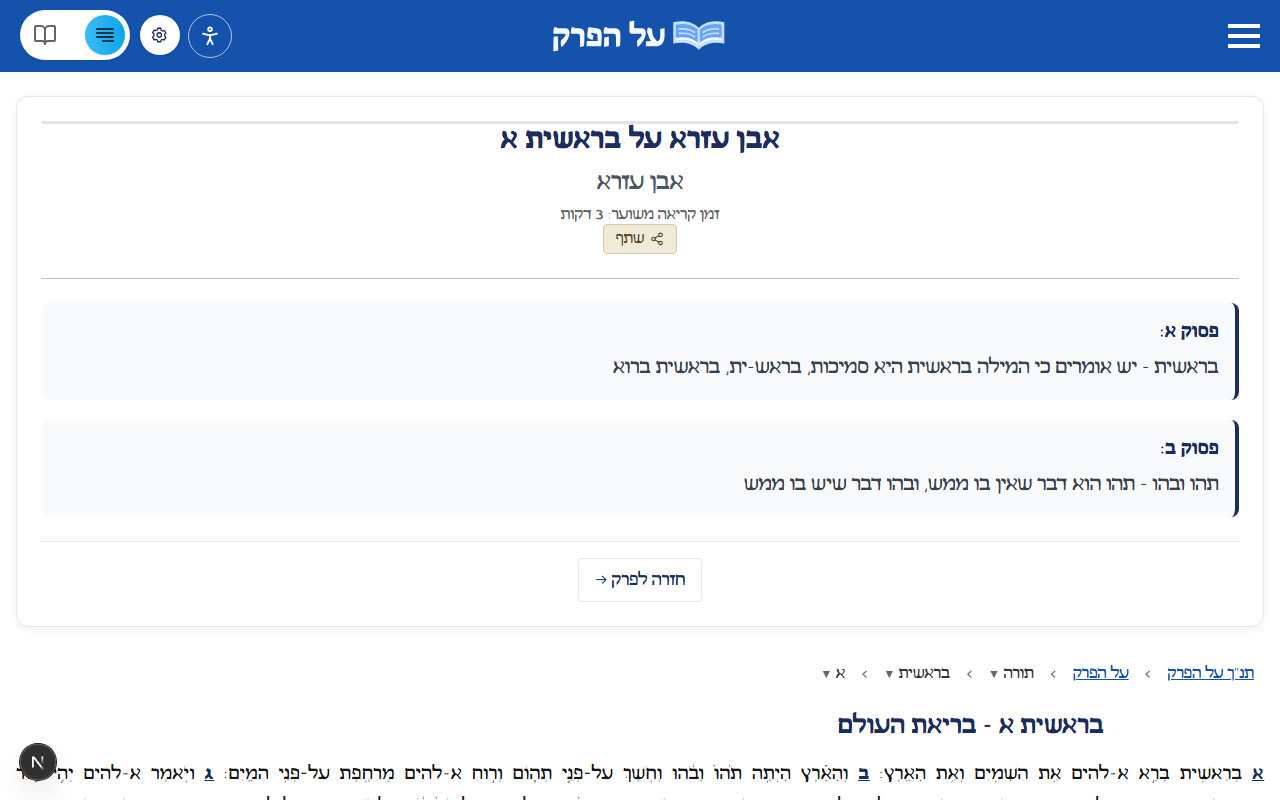 על הפרק
אבן עזרא על בראשית א
אבן עזרא
זמן קריאה משוער: 3 דקות
שתף
פסוק א:
בראשית - יש אומרים כי המילה בראשית היא סמיכות, בראש-ית, בראשית ברוא
פסוק ב:
תהו ובהו - תהו הוא דבר שאין בו ממש, ובהו דבר שיש בו ממש
חזרה לפרק →
תנ"ך על הפרק › על הפרק › תורה ▼ › בראשית ▼ › א ▼
בראשית א - בריאת העולם
א בְּרֵאשִׁית בָּרָא א-להים אֵת הַשָּׁמַיִם וְאֵת הָאָרֶץ: ב וְהָאָרֶץ הָיְתָה תֹהוּ וָבֹהוּ וְחֹשֶׁךְ עַל-פְּנֵי תְהוֹם וְרוּחַ א-להים מְרַחֶפֶת עַל-פְּנֵי הַמָּיִם: ג וַיֹּאמֶר א-להים
N